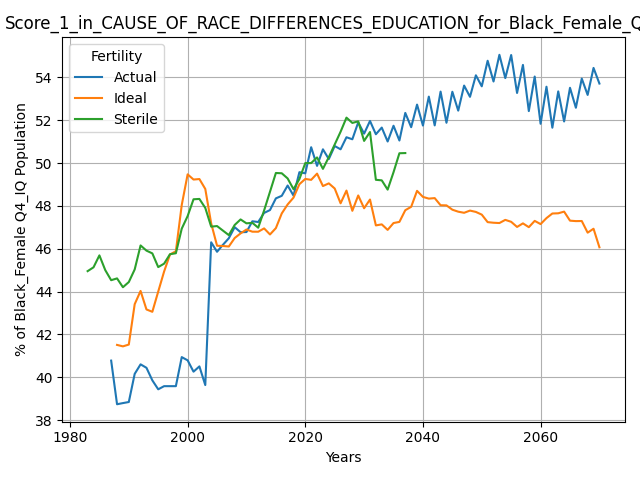 Score_1_in_CAUSE_OF_RACE_DIFFERENCES_EDUCATION_for_Black_Female_Q
Fertility
Actual
Ideal
Sterile
% of Black_Female Q4_IQ Population
54
52
50
48
46
44
42
40
38
1980
2000
2020
2040
2060
Years